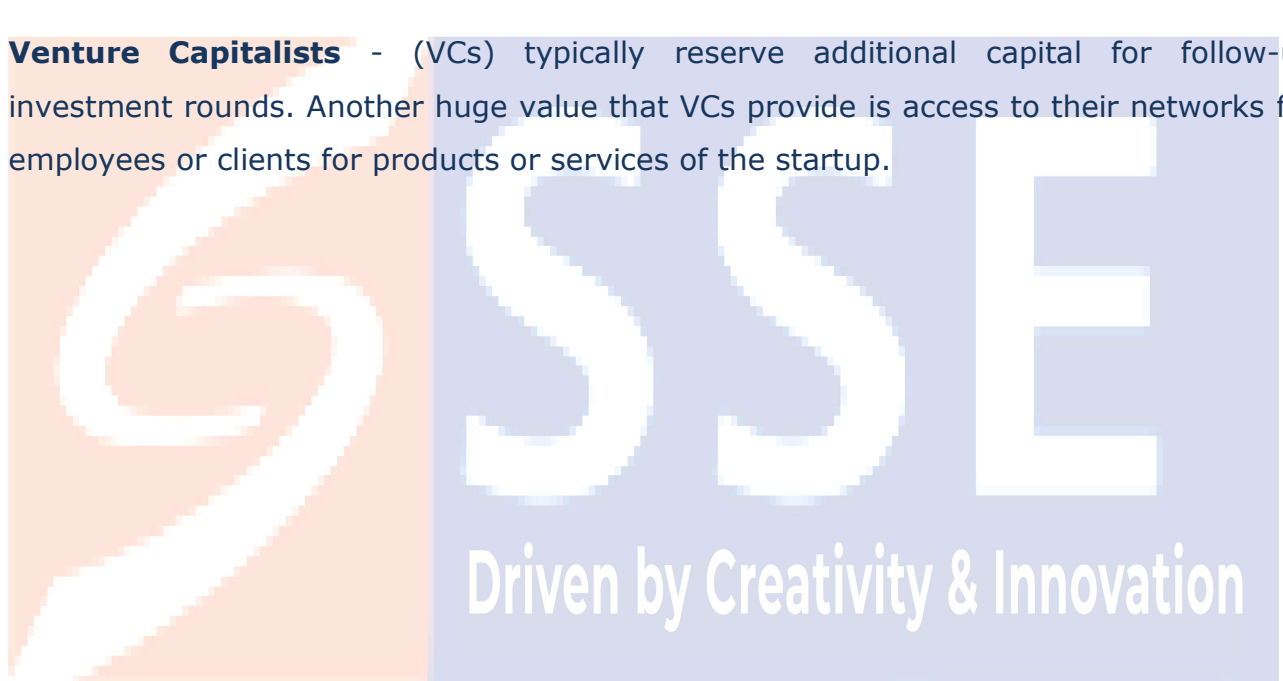 Venture Capitalists - (VCs) typically reserve additional capital for follow-
investment rounds. Another huge value that VCs provide is access to their networks
employees or clients for products or services of the startup.
SSE
Driven by Creativity & Innovation